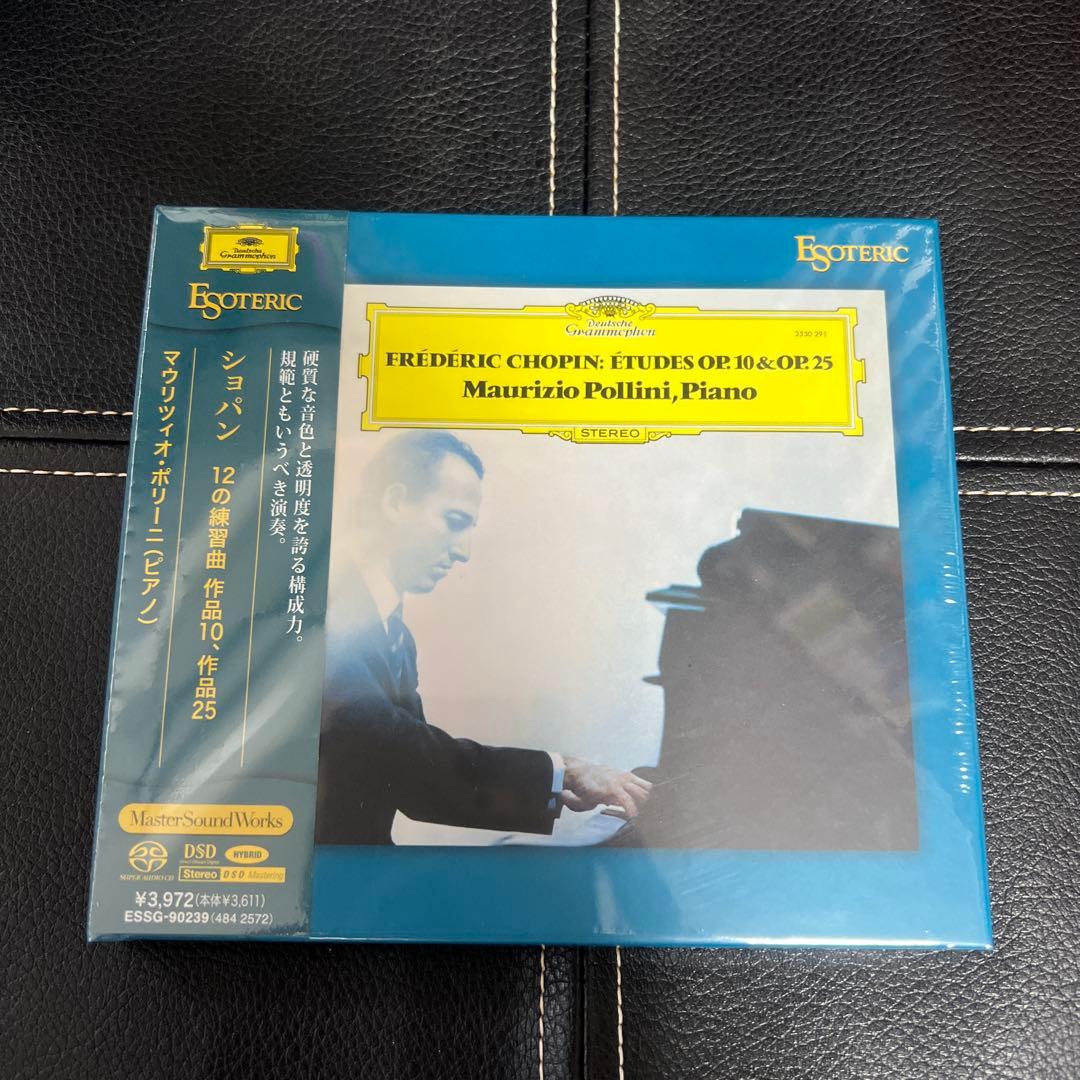 Deutsche
Grammophon
ESOTERIC
硬質な音色と透明度を誇る構成力。
規範ともいうべき演奏。
ショパン 12の練習曲 作品10、作品25
マウリツィオ・ポリーニ(ピアノ)
MasterSoundWorks
SUPER AUDIO CD
DSD
Direct Stream Digital
HYBRID
Stereo DSD Mastering
¥3,972(本体¥3,611)
ESSG-90239(484 2572)
ESOTERIC
Deutsche
Grammophon
2530 291
FRÉDÉRIC CHOPIN: ÉTUDES OP. 10 & OP. 25
Maurizio Pollini, Piano
STEREO